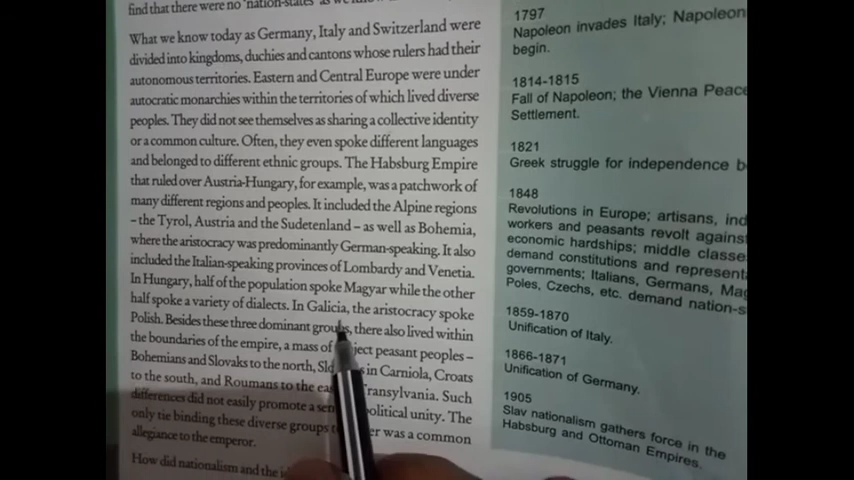 find that there were no 'nation-states' as we know
What we know today as Germany, Italy and Switzerland were
divided into kingdoms, duchies and cantons whose rulers had their
autonomous territories. Eastern and Central Europe were under
autocratic monarchies within the territories of which lived diverse
peoples. They did not see themselves as sharing a collective identity
or a common culture. Often, they even spoke different languages
and belonged to different ethnic groups. The Habsburg Empire
that ruled over Austria-Hungary, for example, was a patchwork of
many different regions and peoples. It included the Alpine regions
– the Tyrol, Austria and the Sudetenland – as well as Bohemia,
where the aristocracy was predominantly German-speaking. It also
included the Italian-speaking provinces of Lombardy and Venetia.
In Hungary, half of the population spoke Magyar while the other
half spoke a variety of dialects. In Galicia, the aristocracy spoke
Polish. Besides these three dominant groups, there also lived within
the boundaries of the empire, a mass of ject peasant peoples –
Bohemians and Slovaks to the north, Slo in Carniola, Croats
to the south, and Roumans to the ea Transylvania. Such
differences did not easily promote a sen political unity. The
only tie binding these diverse groups t er was a common
allegiance to the emperor.
How did nationalism and the i
1797
Napoleon invades Italy; Napoleon
begin.
1814-1815
Fall of Napoleon; the Vienna Peace
Settlement.
1821
Greek struggle for independence b
1848
Revolutions in Europe; artisans, ind
workers and peasants revolt against
economic hardships; middle classe
demand constitutions and represent
governments; Italians, Germans, Mag
Poles, Czechs, etc. demand nation-s
1859-1870
Unification of Italy.
1866-1871
Unification of Germany.
1905
Slav nationalism gathers force in the
Habsburg and Ottoman Empires.